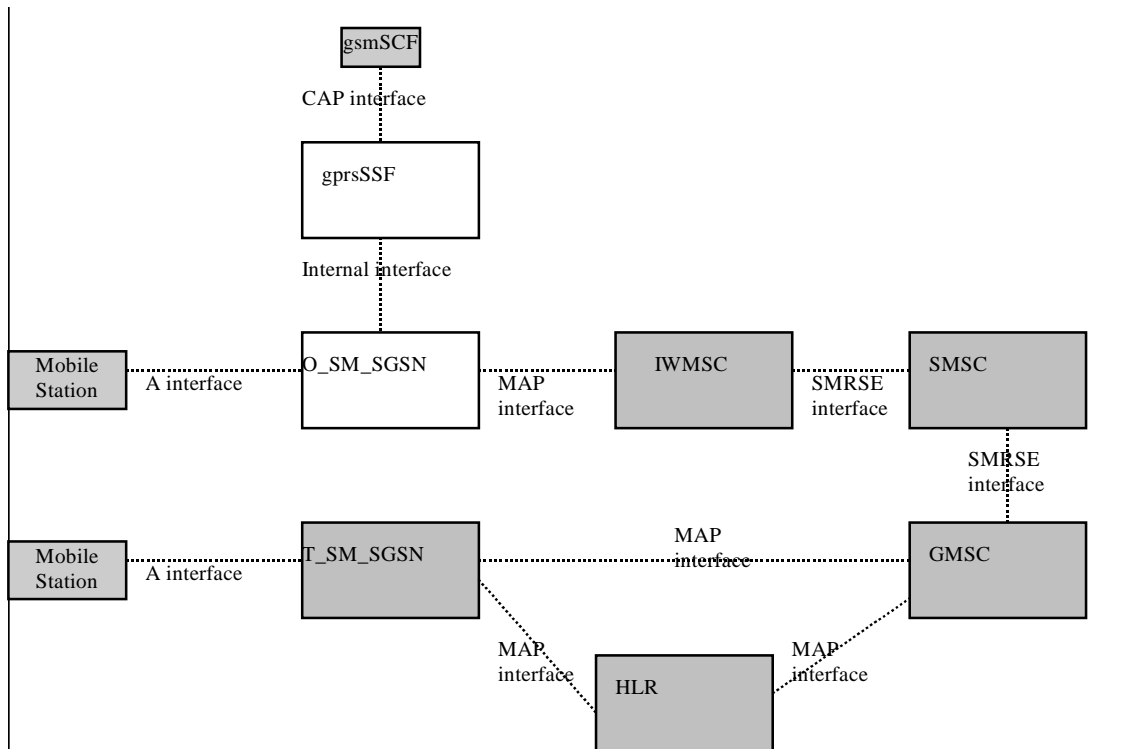 gsmSCF
CAP interface
gprsSSF
Internal interface
Mobile
Station
A interface
O_SM_SGSN
MAP
interface
IWMSC
SMRSE
interface
SMSC
SMRSE
interface
Mobile
Station
A interface
T_SM_SGSN
MAP
interface
GMSC
MAP
interface
HLR
MAP
interface